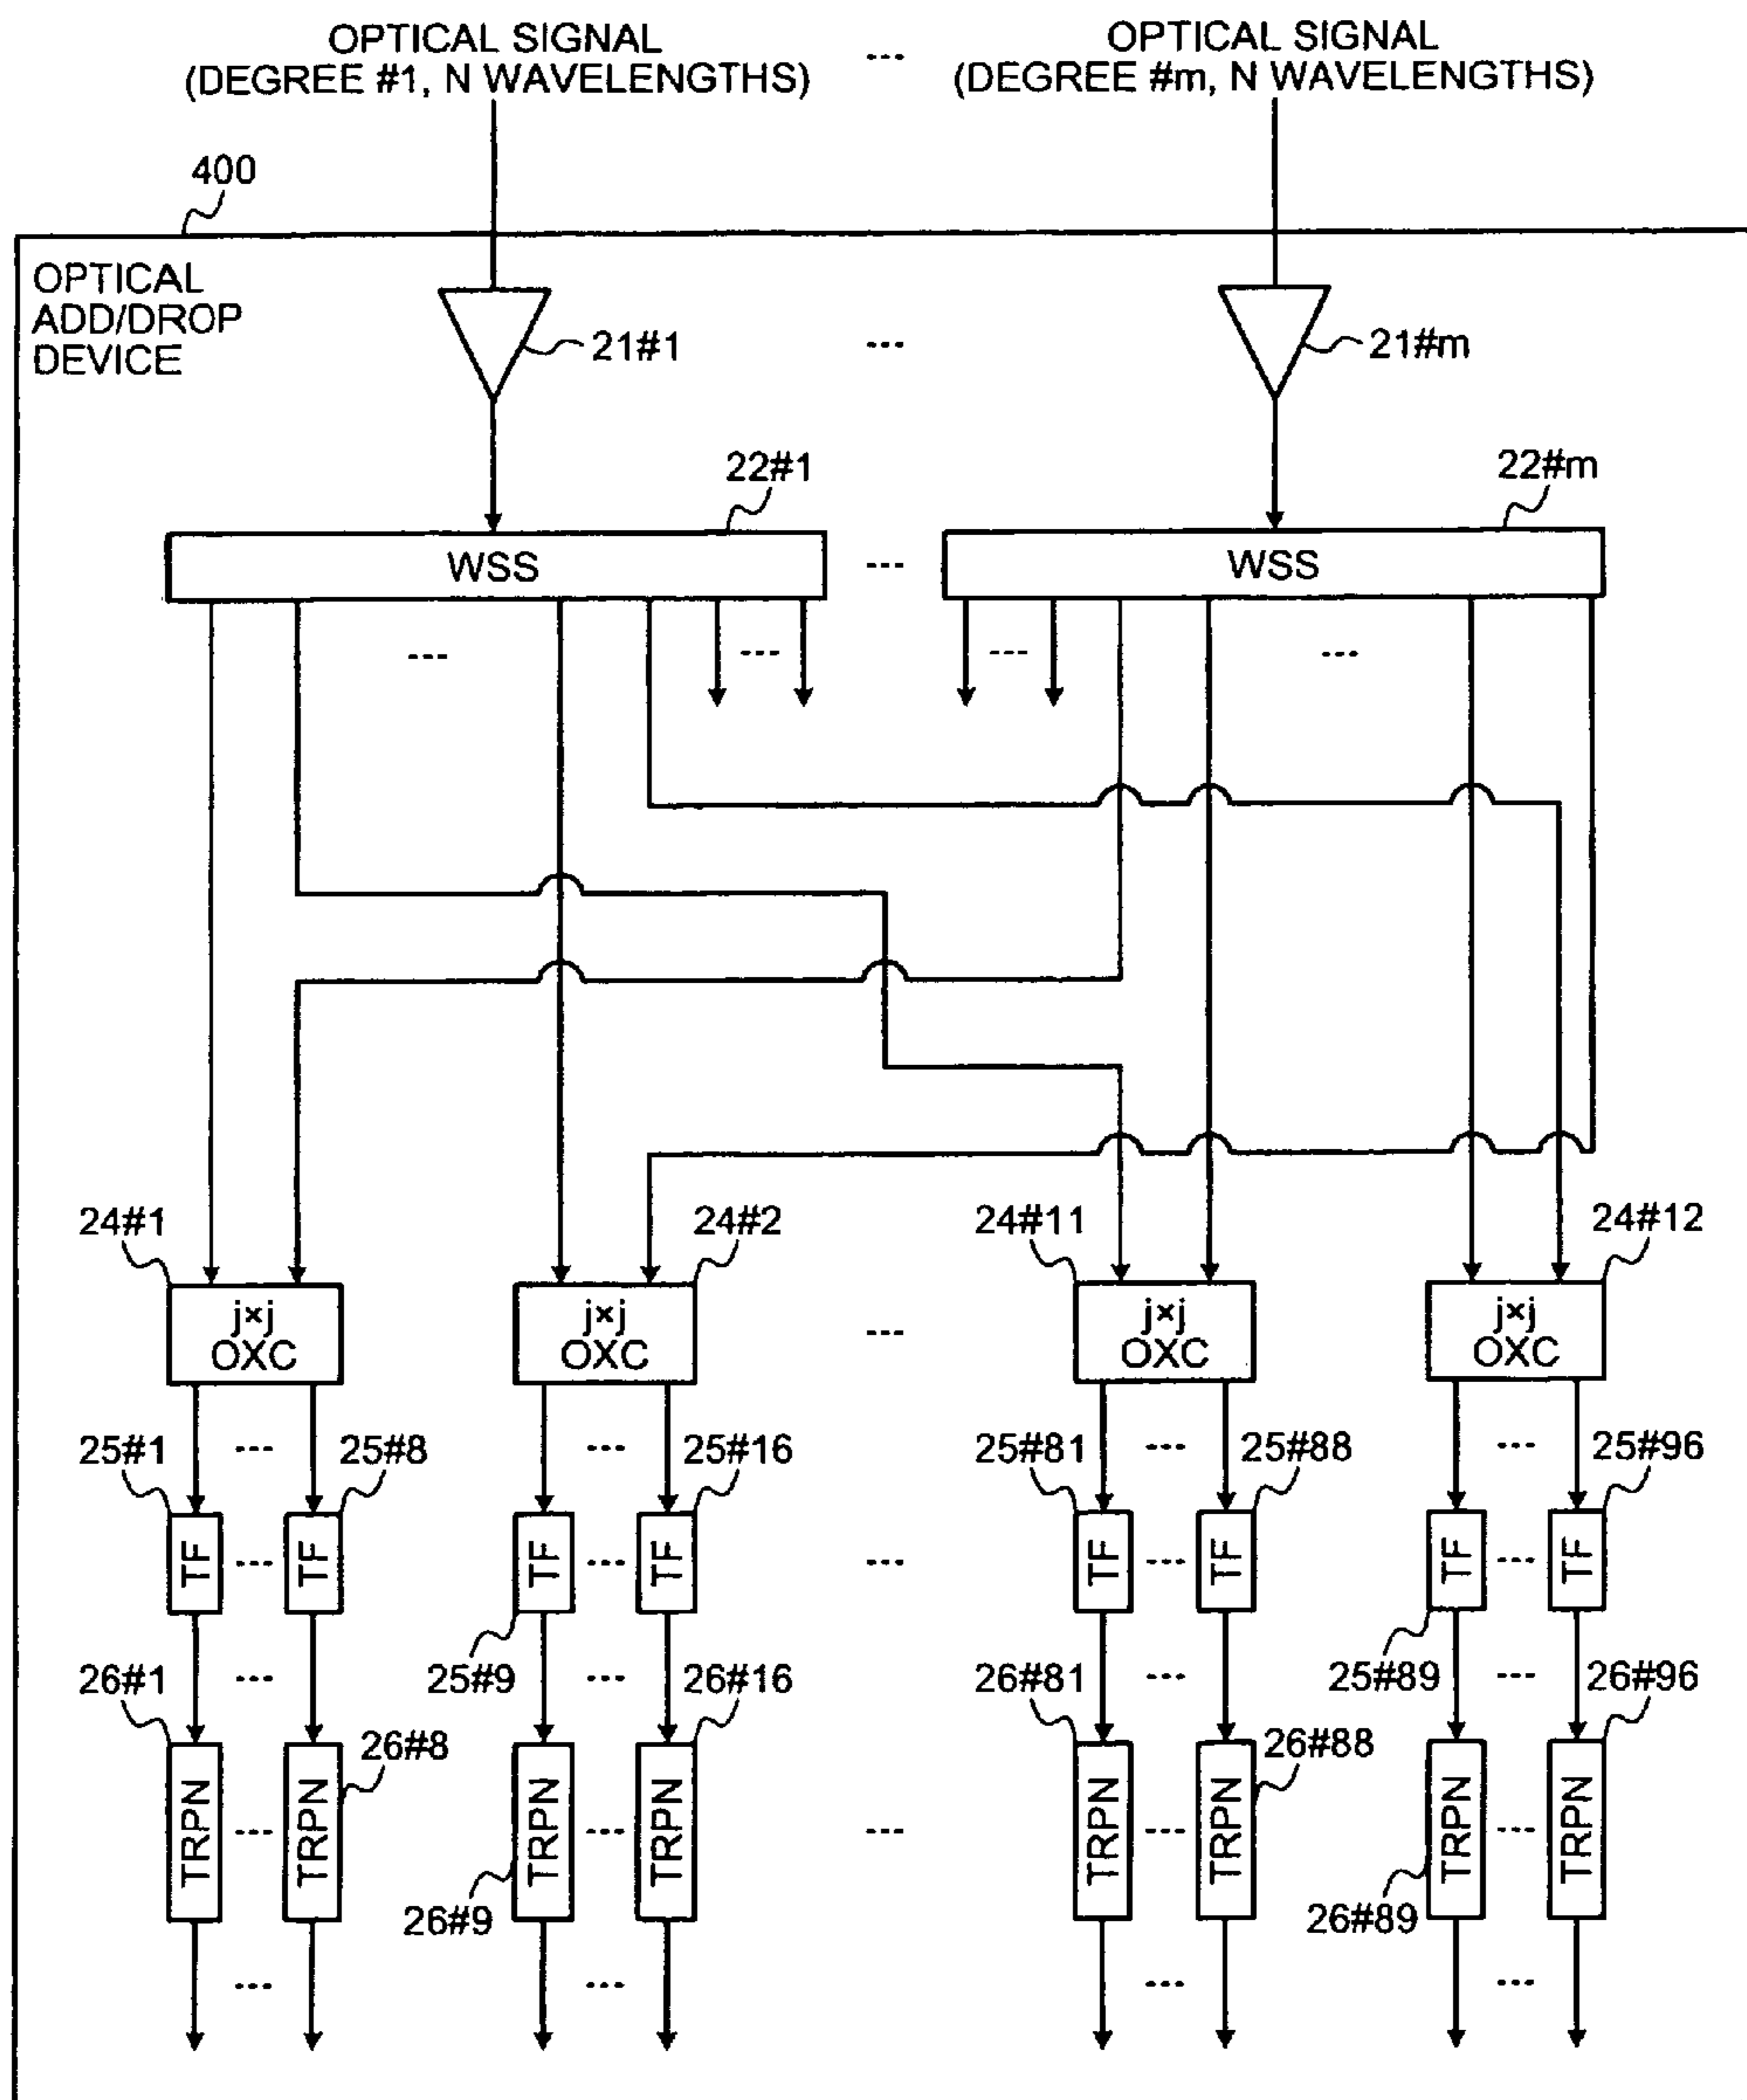 OPTICAL SIGNAL
(DEGREE #1, N WAVELENGTHS)
---
OPTICAL SIGNAL
(DEGREE #m, N WAVELENGTHS)
400
OPTICAL
ADD/DROP
DEVICE
21#1
---
21#m
22#1
22#m
WSS
---
WSS
---
---
---
---
24#1
24#2
24#11
24#12
j×j
OXC
j×j
OXC
---
j×j
OXC
j×j
OXC
25#1
---
25#8
---
25#16
25#81
---
25#88
---
25#96
TF
---
TF
TF
---
TF
---
TF
---
TF
TF
---
TF
26#1
---
25#9
---
26#16
26#81
---
25#89
---
26#96
26#8
26#88
TRPN
---
TRPN
TRPN
---
TRPN
---
TRPN
---
TRPN
TRPN
---
TRPN
26#9
26#89
---
---
---
---